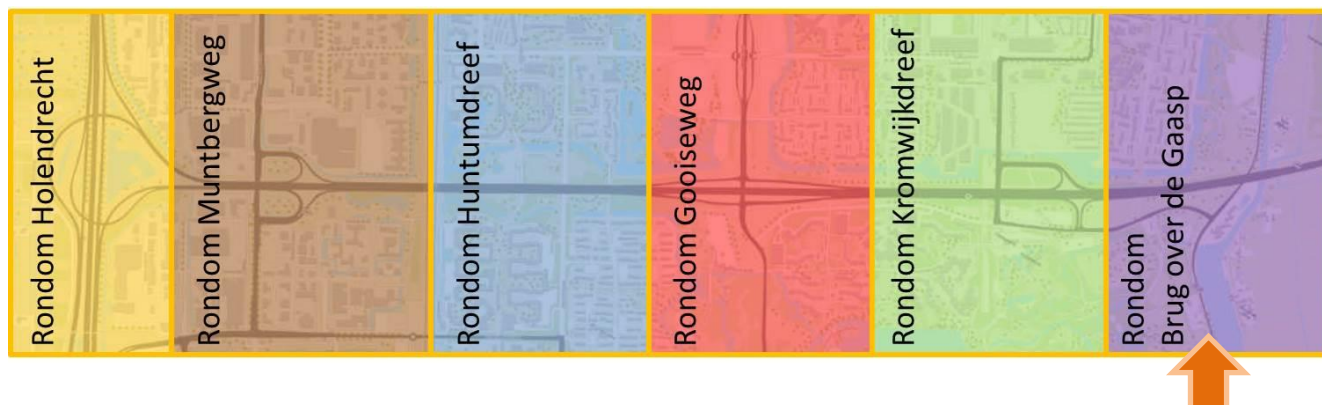 Rondom Holendrecht
Rondom Muntbergweg
Rondom Huntumdreef
Rondom Gooiseweg
Rondom Kromwijkdreef
Rondom
Brug over de Gaasp